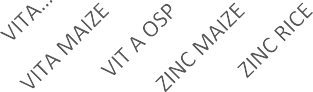 VITA...
VITA MAIZE
VIT A OSP
ZINC MAIZE
ZINC RICE